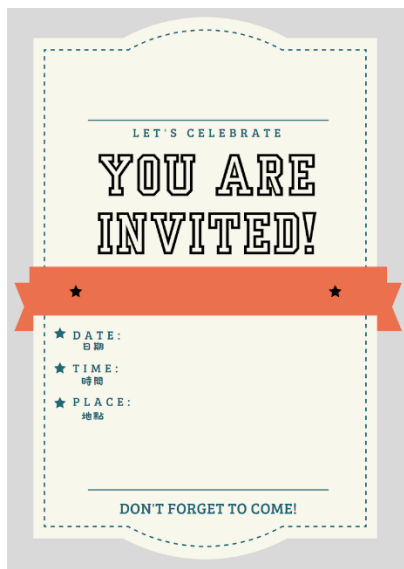 LET'S CELEBRATE
YOU ARE
INVITED!
DATE:
日期
TIME:
時間
PLACE:
地點
DON'T FORGET TO COME!